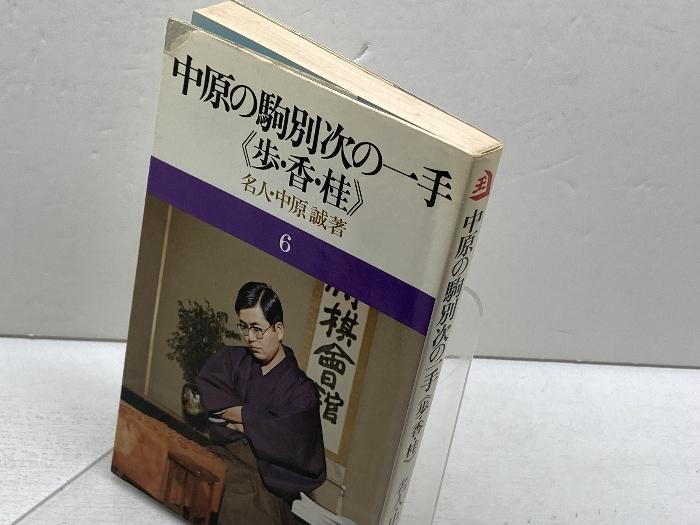 中原の駒別次の一手
《歩・香・桂》
名人・中原 誠著
6
棋會館
中原の駒別次の一手《歩・香・桂》